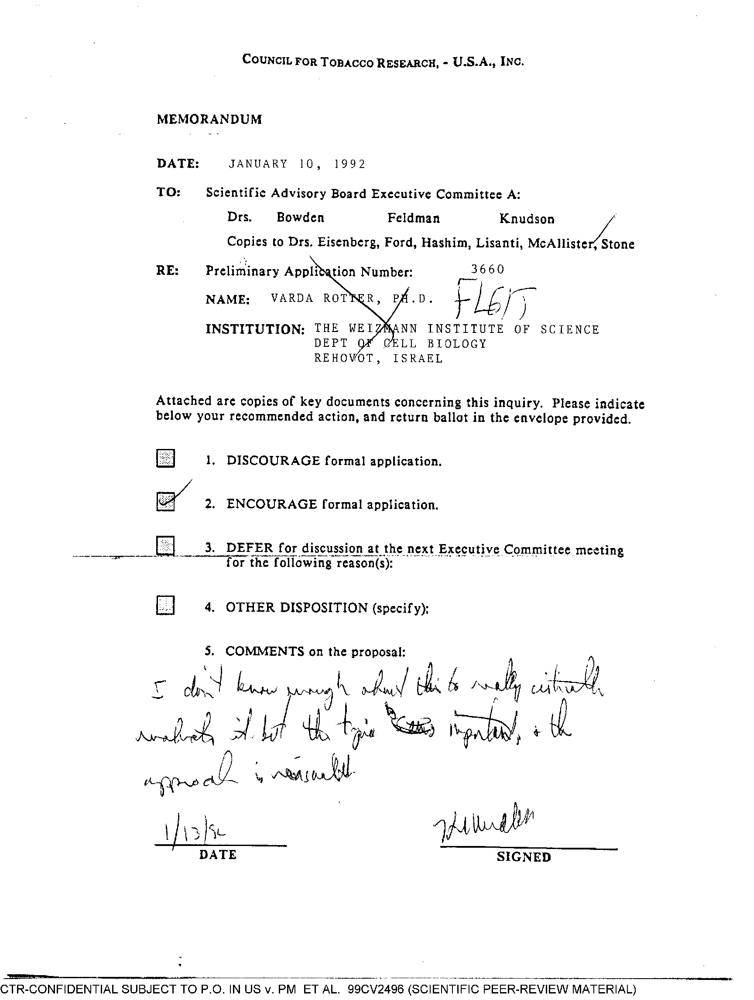 COUNCIL FOR TOBACCO RESEARCH, - U.S.A., INC.
MEMORANDUM
DATE: JANUARY 10, 1992
TO: Scientific Advisory Board Executive Committee A:
Drs. Bowden Feldman Knudson
Copies to Drs. Eisenberg, Ford, Hashim, Lisanti, McAllister, Stone
RE: Preliminary Application Number: 3660
NAME: VARDA ROTTER, PH.D.
INSTITUTION: THE WEIZMANN INSTITUTE OF SCIENCE
DEPT OF CELL BIOLOGY
REHOVOT, ISRAEL
Attached are copies of key documents concerning this inquiry. Please indicate
below your recommended action, and return ballot in the envelope provided.
1. DISCOURAGE formal application.
2. ENCOURAGE formal application.
3. DEFER for discussion at the next Executive Committee meeting
for the following reason(s):
4. OTHER DISPOSITION (specify):
5. COMMENTS on the proposal:
I don't know enough about this to really critically
evaluate it. but the topic is important, + the
approach is reasonable.
1/13/92
DATE
SIGNED
CTR-CONFIDENTIAL SUBJECT TO P.O. IN US v. PM ET AL. 99CV2496 (SCIENTIFIC PEER-REVIEW MATERIAL)